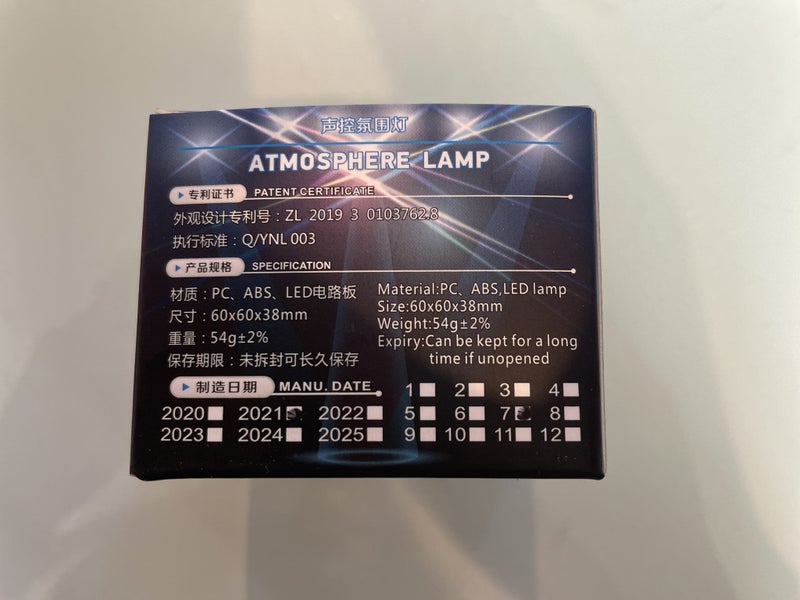 声控氛围灯
ATMOSPHERE LAMP
专利证书 PATENT CERTIFICATE
外观设计专利号：ZL 2019 3 0103762.8
执行标准：Q/YNL 003
产品规格 SPECIFICATION
材质：PC、ABS、LED电路板
尺寸：60x60x38mm
重量：54g±2%
保存期限：未拆封可长久保存
Material:PC、ABS,LED lamp
Size:60x60x38mm
Weight:54g±2%
Expiry:Can be kept for a long
time if unopened
制造日期 MANU. DATE
2020 2021 2022
2023 2024 2025
1 2 3 4
5 6 7 8
9 10 11 12